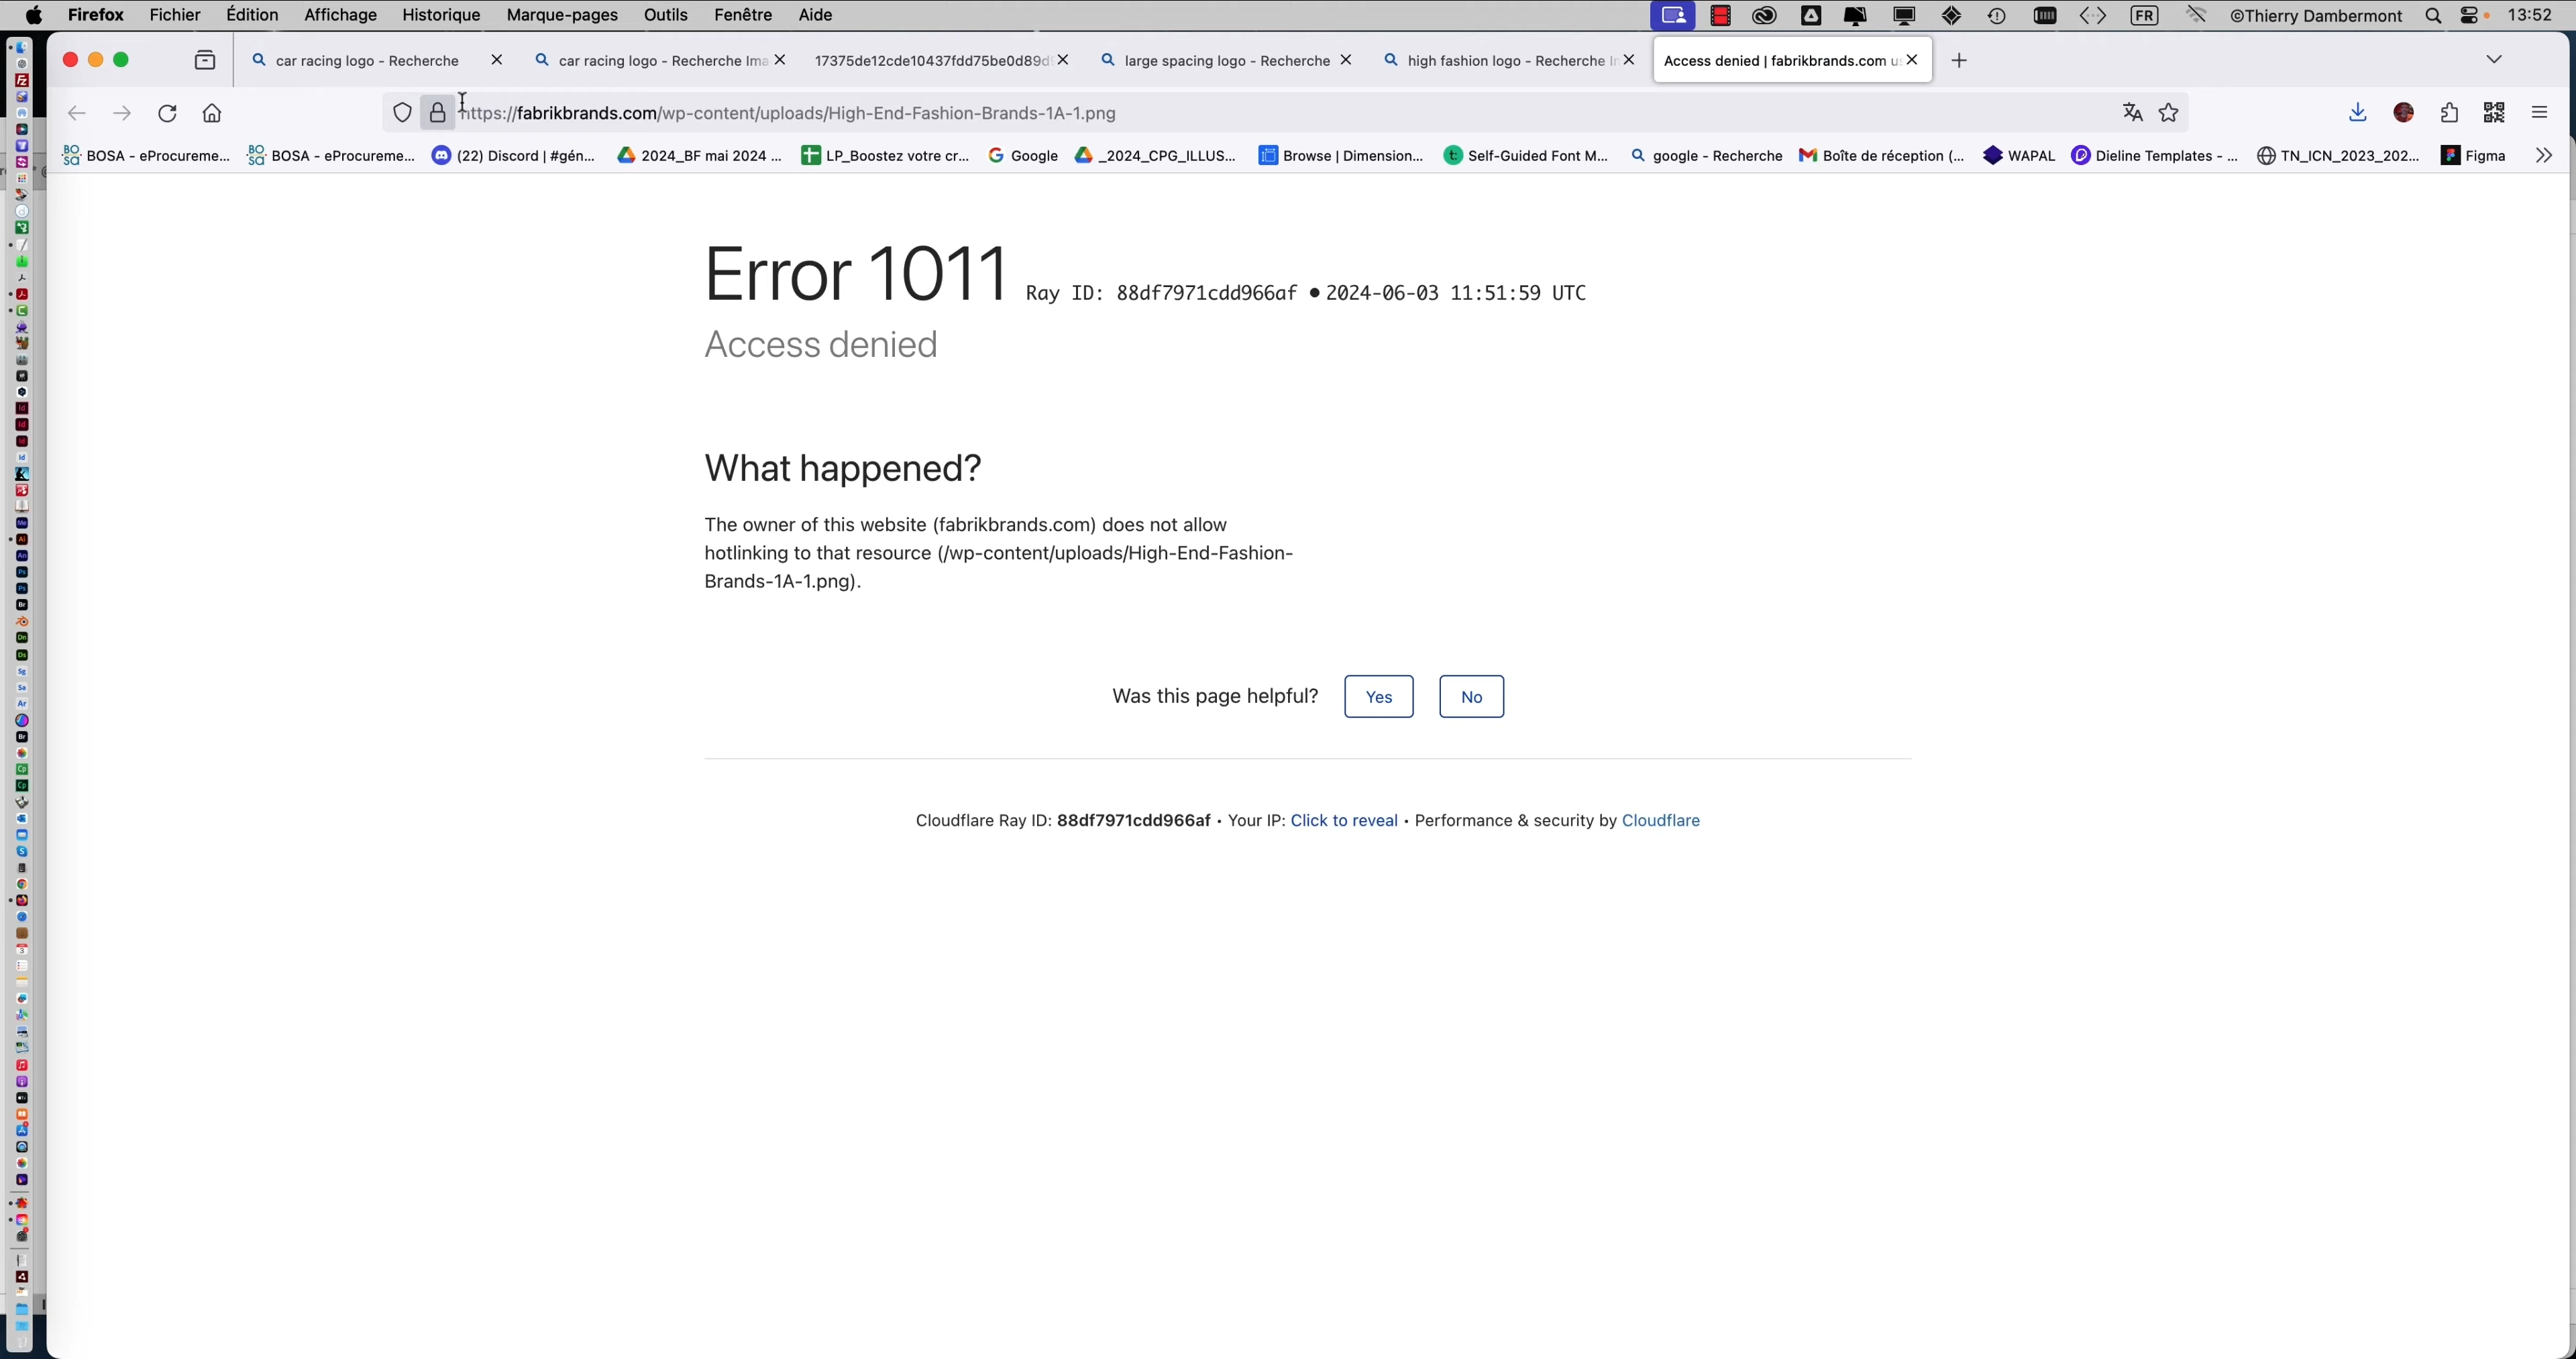 Firefox Fichier Édition Affichage Historique Marque-pages Outils Fenêtre Aide FR ©Thierry Dambermont 13:52
car racing logo - Recherche
car racing logo - Recherche Ima
17375de12cde10437fdd75be0d89d
large spacing logo - Recherche
high fashion logo - Recherche I
Access denied | fabrikbrands.com u
https://fabrikbrands.com/wp-content/uploads/High-End-Fashion-Brands-1A-1.png
BOSA - eProcureme... BOSA - eProcureme... (22) Discord | #gén... 2024_BF mai 2024 ... LP_Boostez votre cr... Google _2024_CPG_ILLUS... Browse | Dimension... Self-Guided Font M... google - Recherche Boîte de réception (... WAPAL Dieline Templates - ... TN_ICN_2023_202... Figma
Error 1011 Ray ID: 88df7971cdd966af • 2024-06-03 11:51:59 UTC
Access denied
What happened?
The owner of this website (fabrikbrands.com) does not allow
hotlinking to that resource (/wp-content/uploads/High-End-Fashion-
Brands-1A-1.png).
Was this page helpful? Yes No
Cloudflare Ray ID: 88df7971cdd966af • Your IP: Click to reveal • Performance & security by Cloudflare